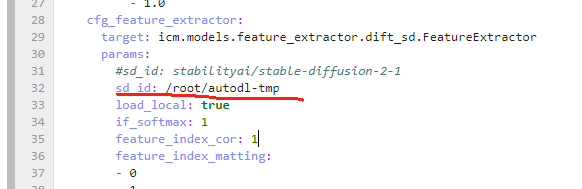 27 - 1.0
28 cfg_feature_extractor:
29 target: icm.models.feature_extractor.dift_sd.FeatureExtractor
30 params:
31 #sd_id: stabilityai/stable-diffusion-2-1
32 sd_id: /root/autodl-tmp
33 load_local: true
34 if_softmax: 1
35 feature_index_cor: 1
36 feature_index_matting:
37 - 0
38 - 1